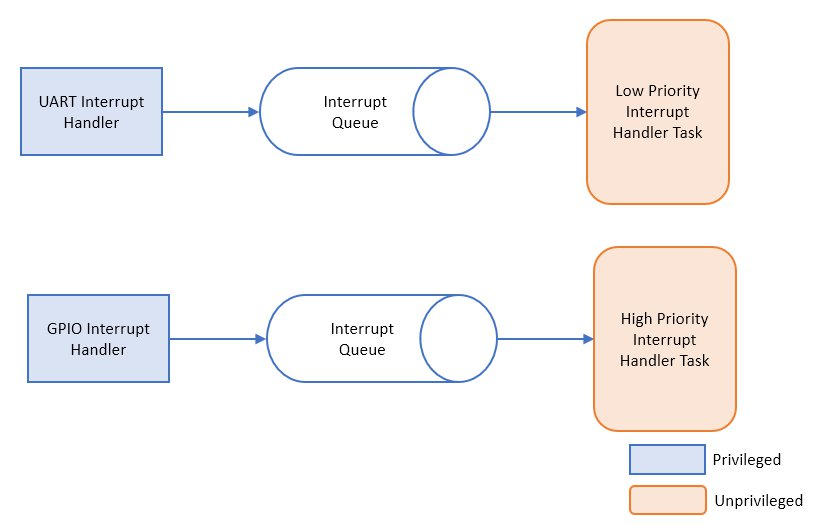 UART Interrupt
Handler
Interrupt
Queue
Low Priority
Interrupt
Handler Task
GPIO Interrupt
Handler
Interrupt
Queue
High Priority
Interrupt
Handler Task
Privileged
Unprivileged